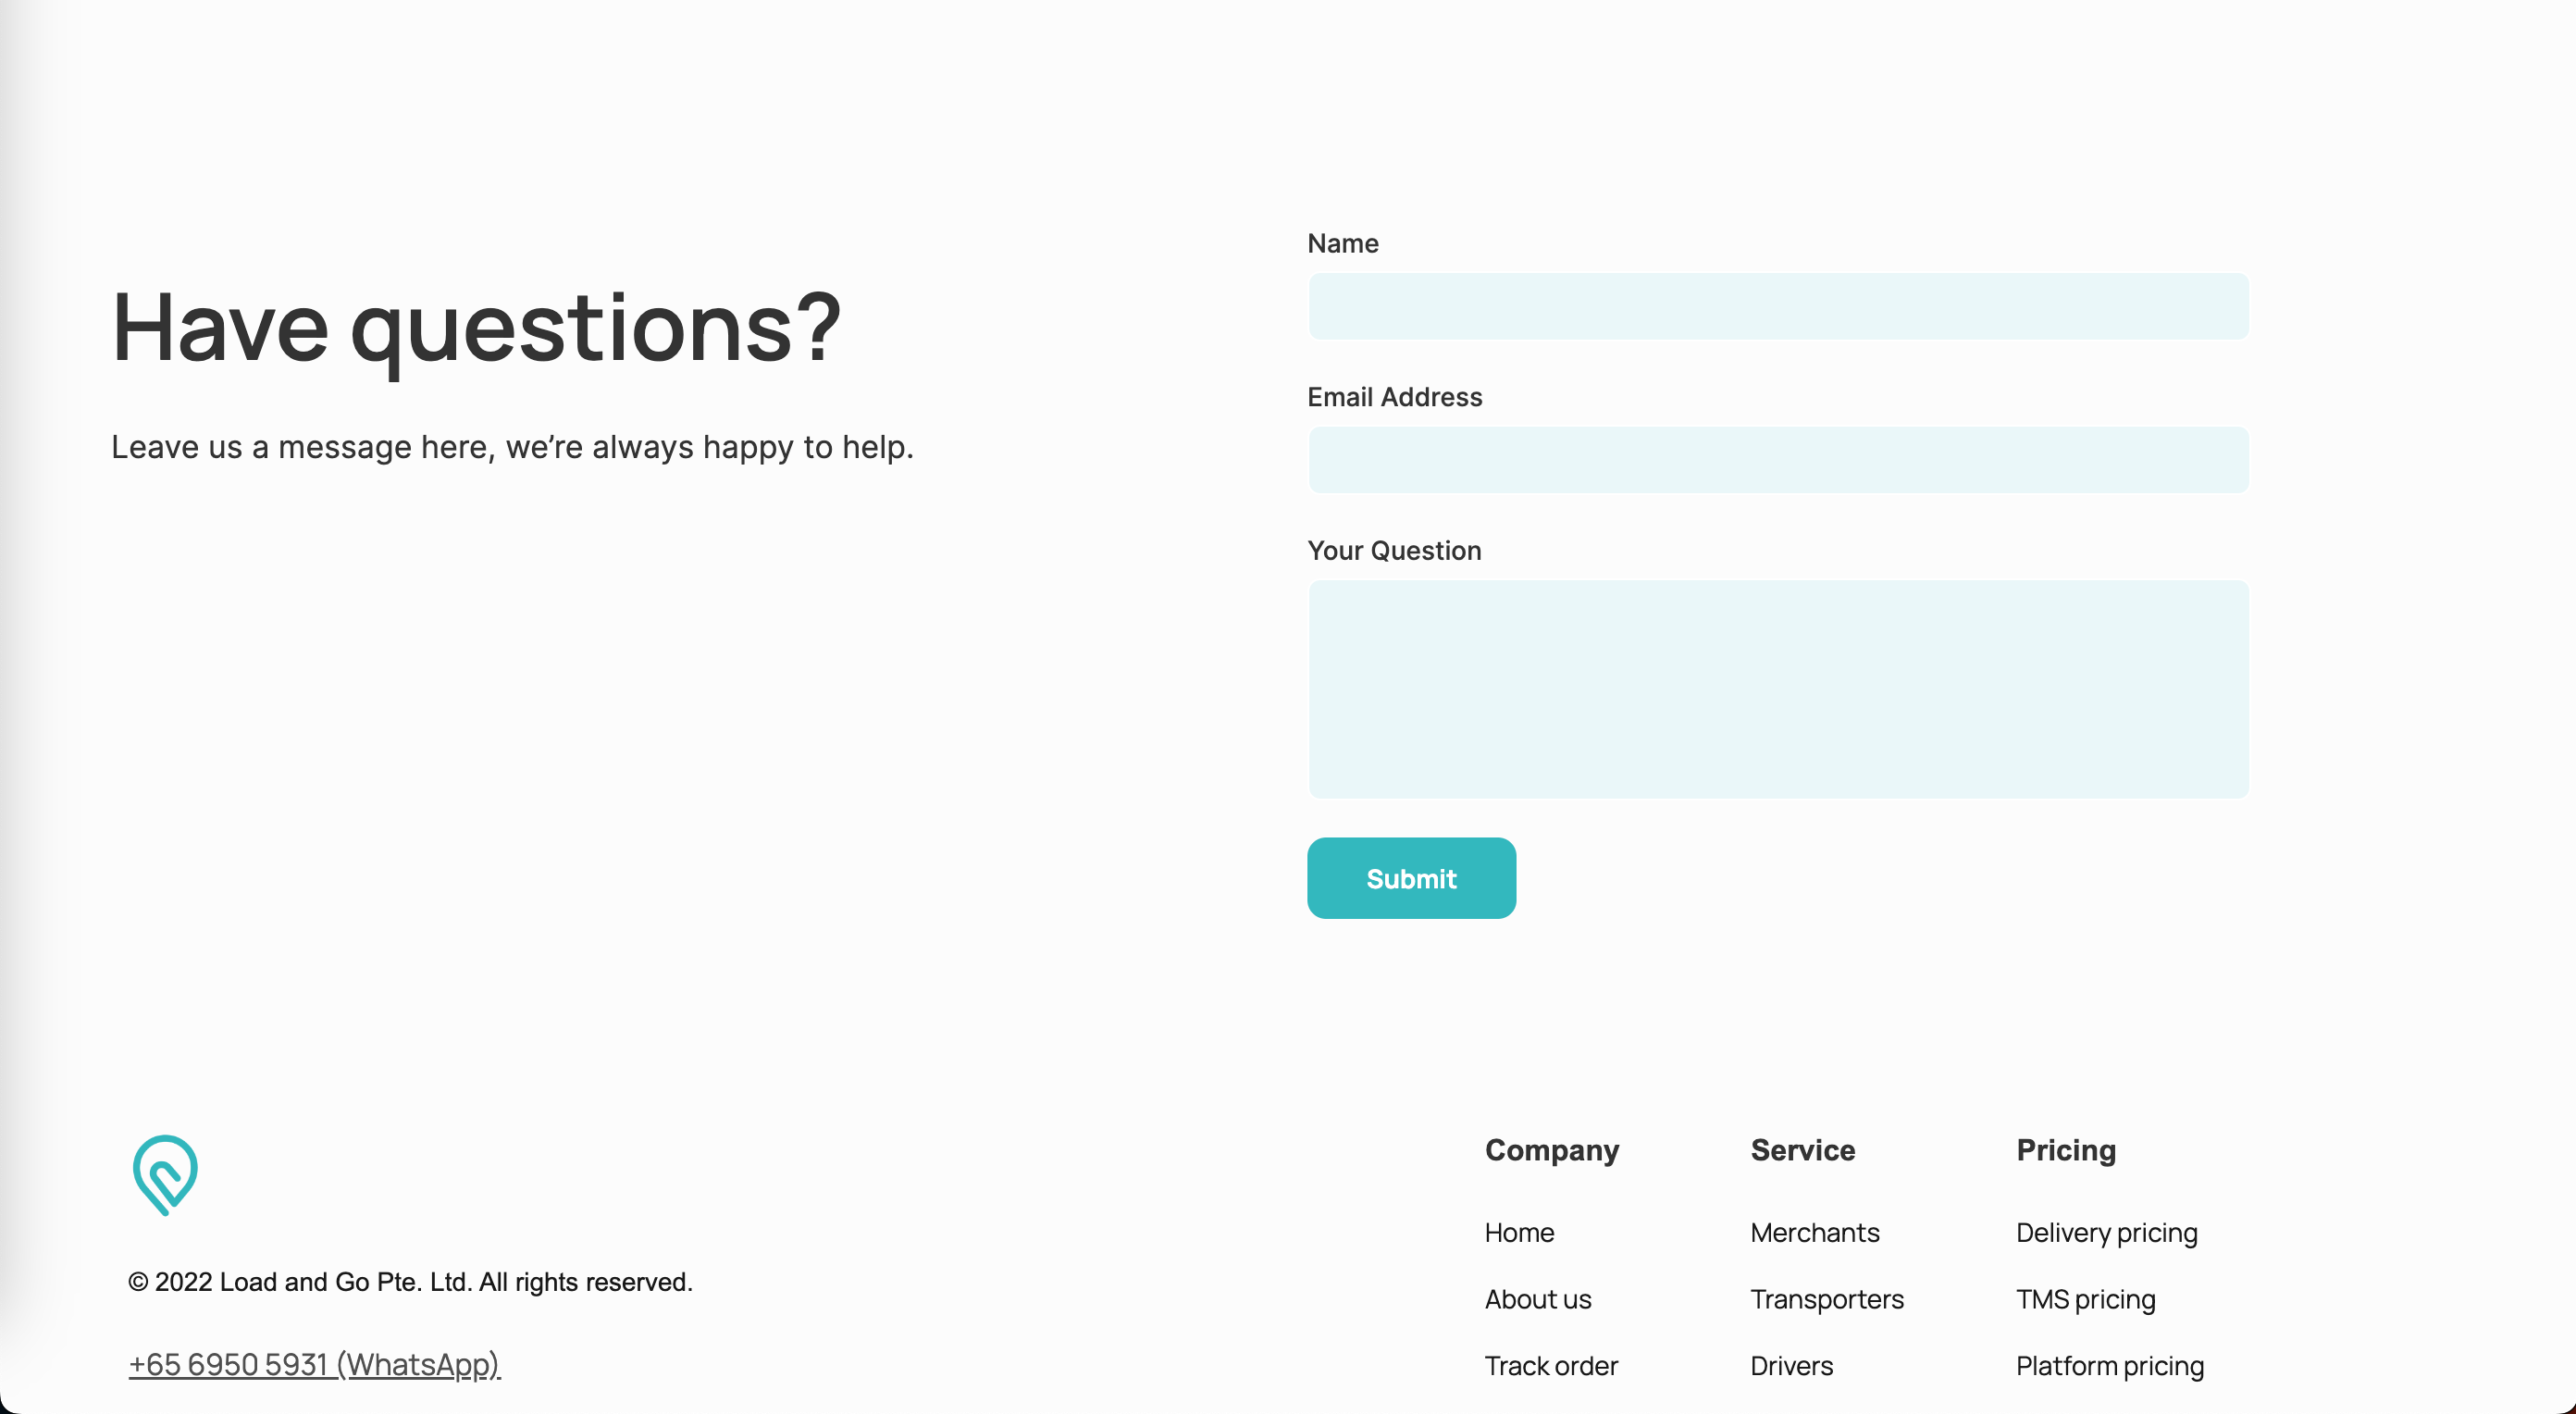 Have questions?
Leave us a message here, we’re always happy to help.
Name
Email Address
Your Question
Submit
© 2022 Load and Go Pte. Ltd. All rights reserved.
+65 6950 5931 (WhatsApp)
Company
Home
About us
Track order
Service
Merchants
Transporters
Drivers
Pricing
Delivery pricing
TMS pricing
Platform pricing